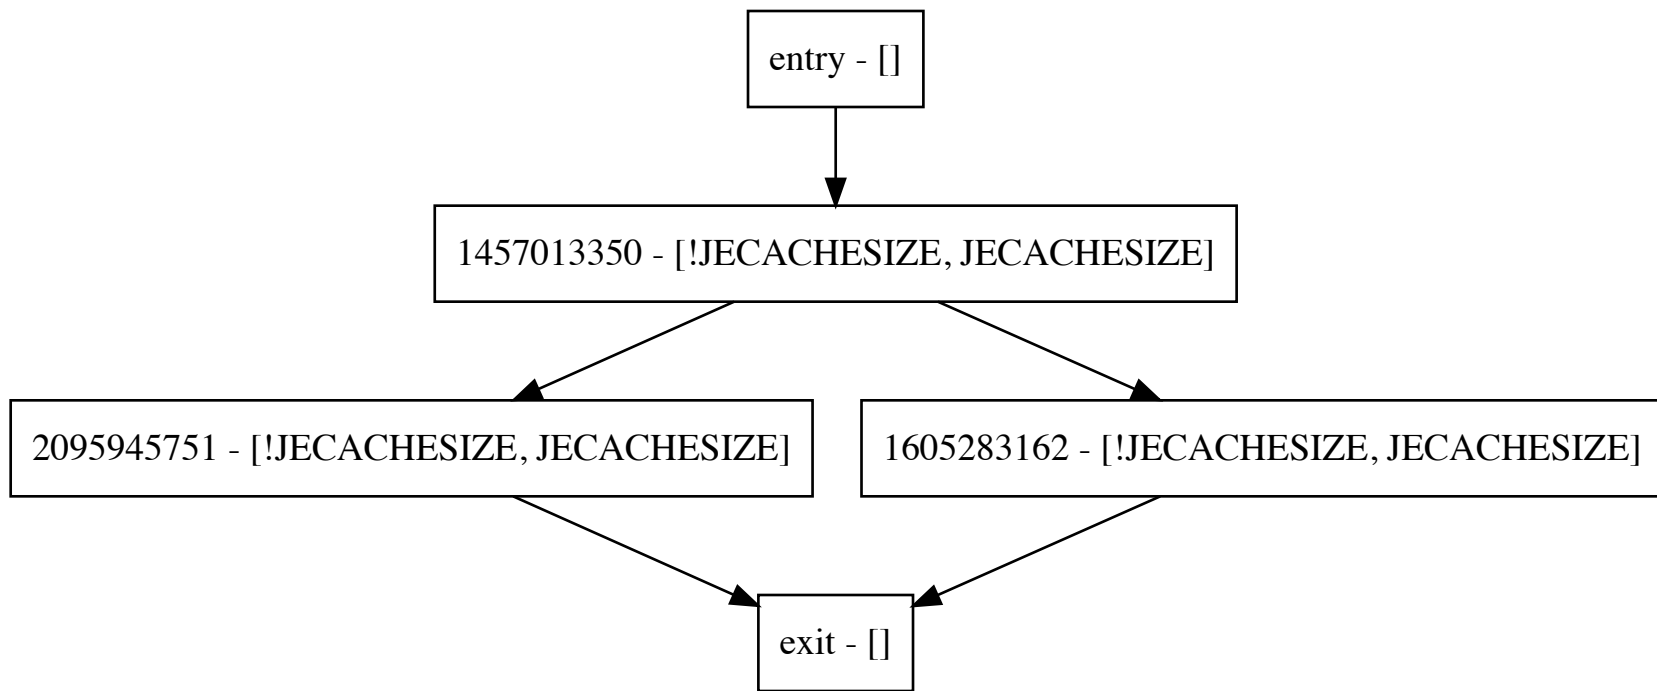 entry - []
1457013350 - [!JECACHESIZE, JECACHESIZE]
2095945751 - [!JECACHESIZE, JECACHESIZE]
1605283162 - [!JECACHESIZE, JECACHESIZE]
exit - []